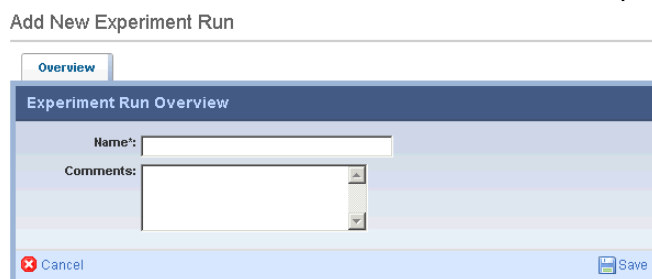 Add New Experiment Run
Overview
Experiment Run Overview
Name*:
Comments:
Cancel
Save